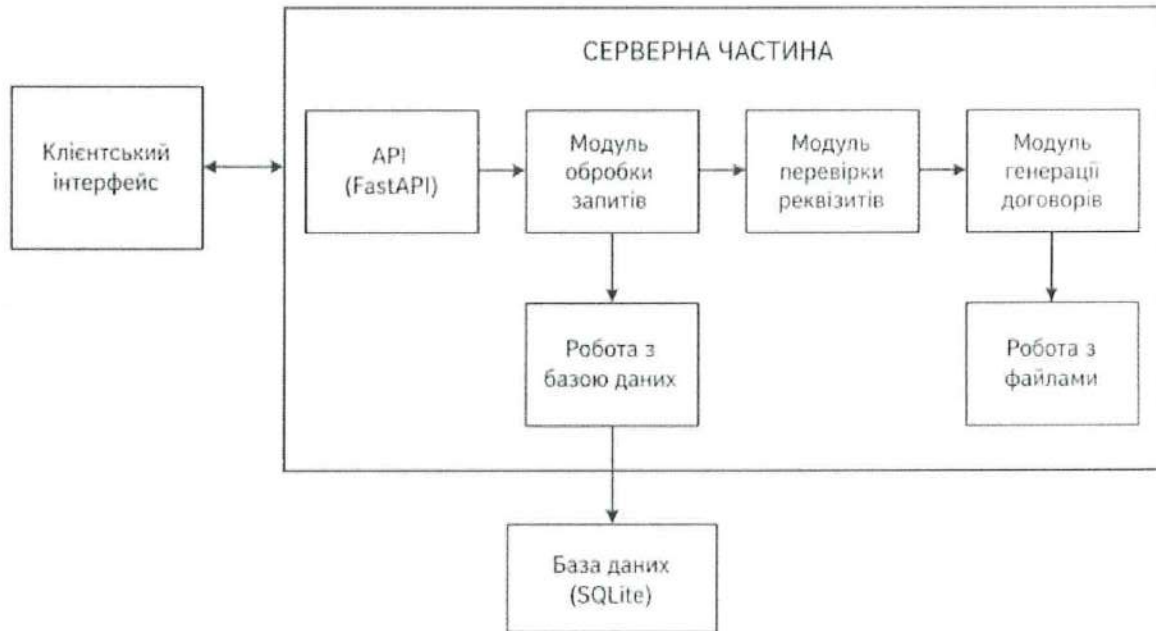 СЕРВЕРНА ЧАСТИНА
Клієнтський
інтерфейс
API
(FastAPI)
Модуль
обробки
запитів
Модуль
перевірки
реквізитів
Модуль
генерації
договорів
Робота з
базою даних
Робота з
файлами
База даних
(SQLite)